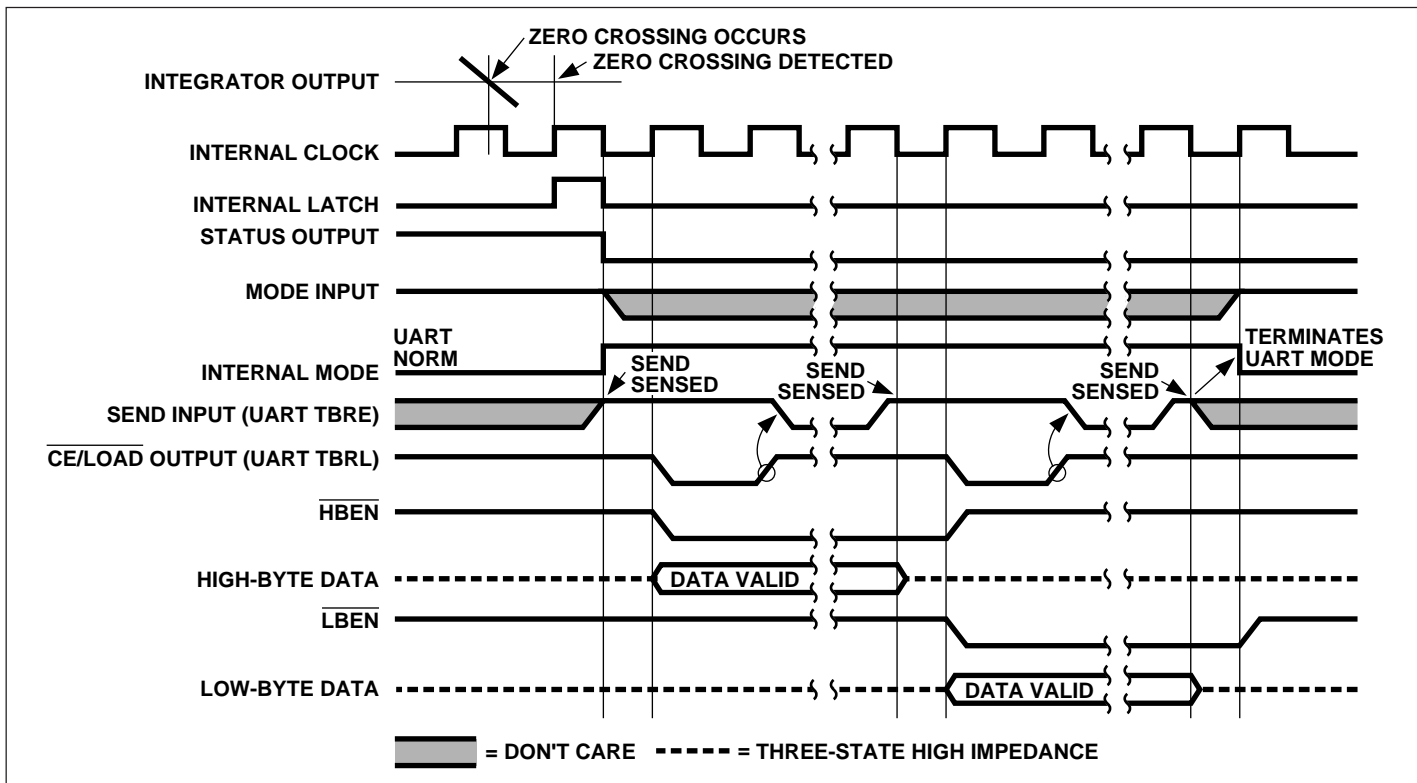 ZERO CROSSING OCCURS
ZERO CROSSING DETECTED
INTEGRATOR OUTPUT
INTERNAL CLOCK
INTERNAL LATCH
STATUS OUTPUT
MODE INPUT
UART
NORM
TERMINATES
UART MODE
INTERNAL MODE
SEND
SENSED
SEND
SENSED
SEND
SENSED
SEND INPUT (UART TBRE)
CE/LOAD OUTPUT (UART TBRL)
HBEN
HIGH-BYTE DATA
DATA VALID
LBEN
LOW-BYTE DATA
DATA VALID
= DON'T CARE
= THREE-STATE HIGH IMPEDANCE